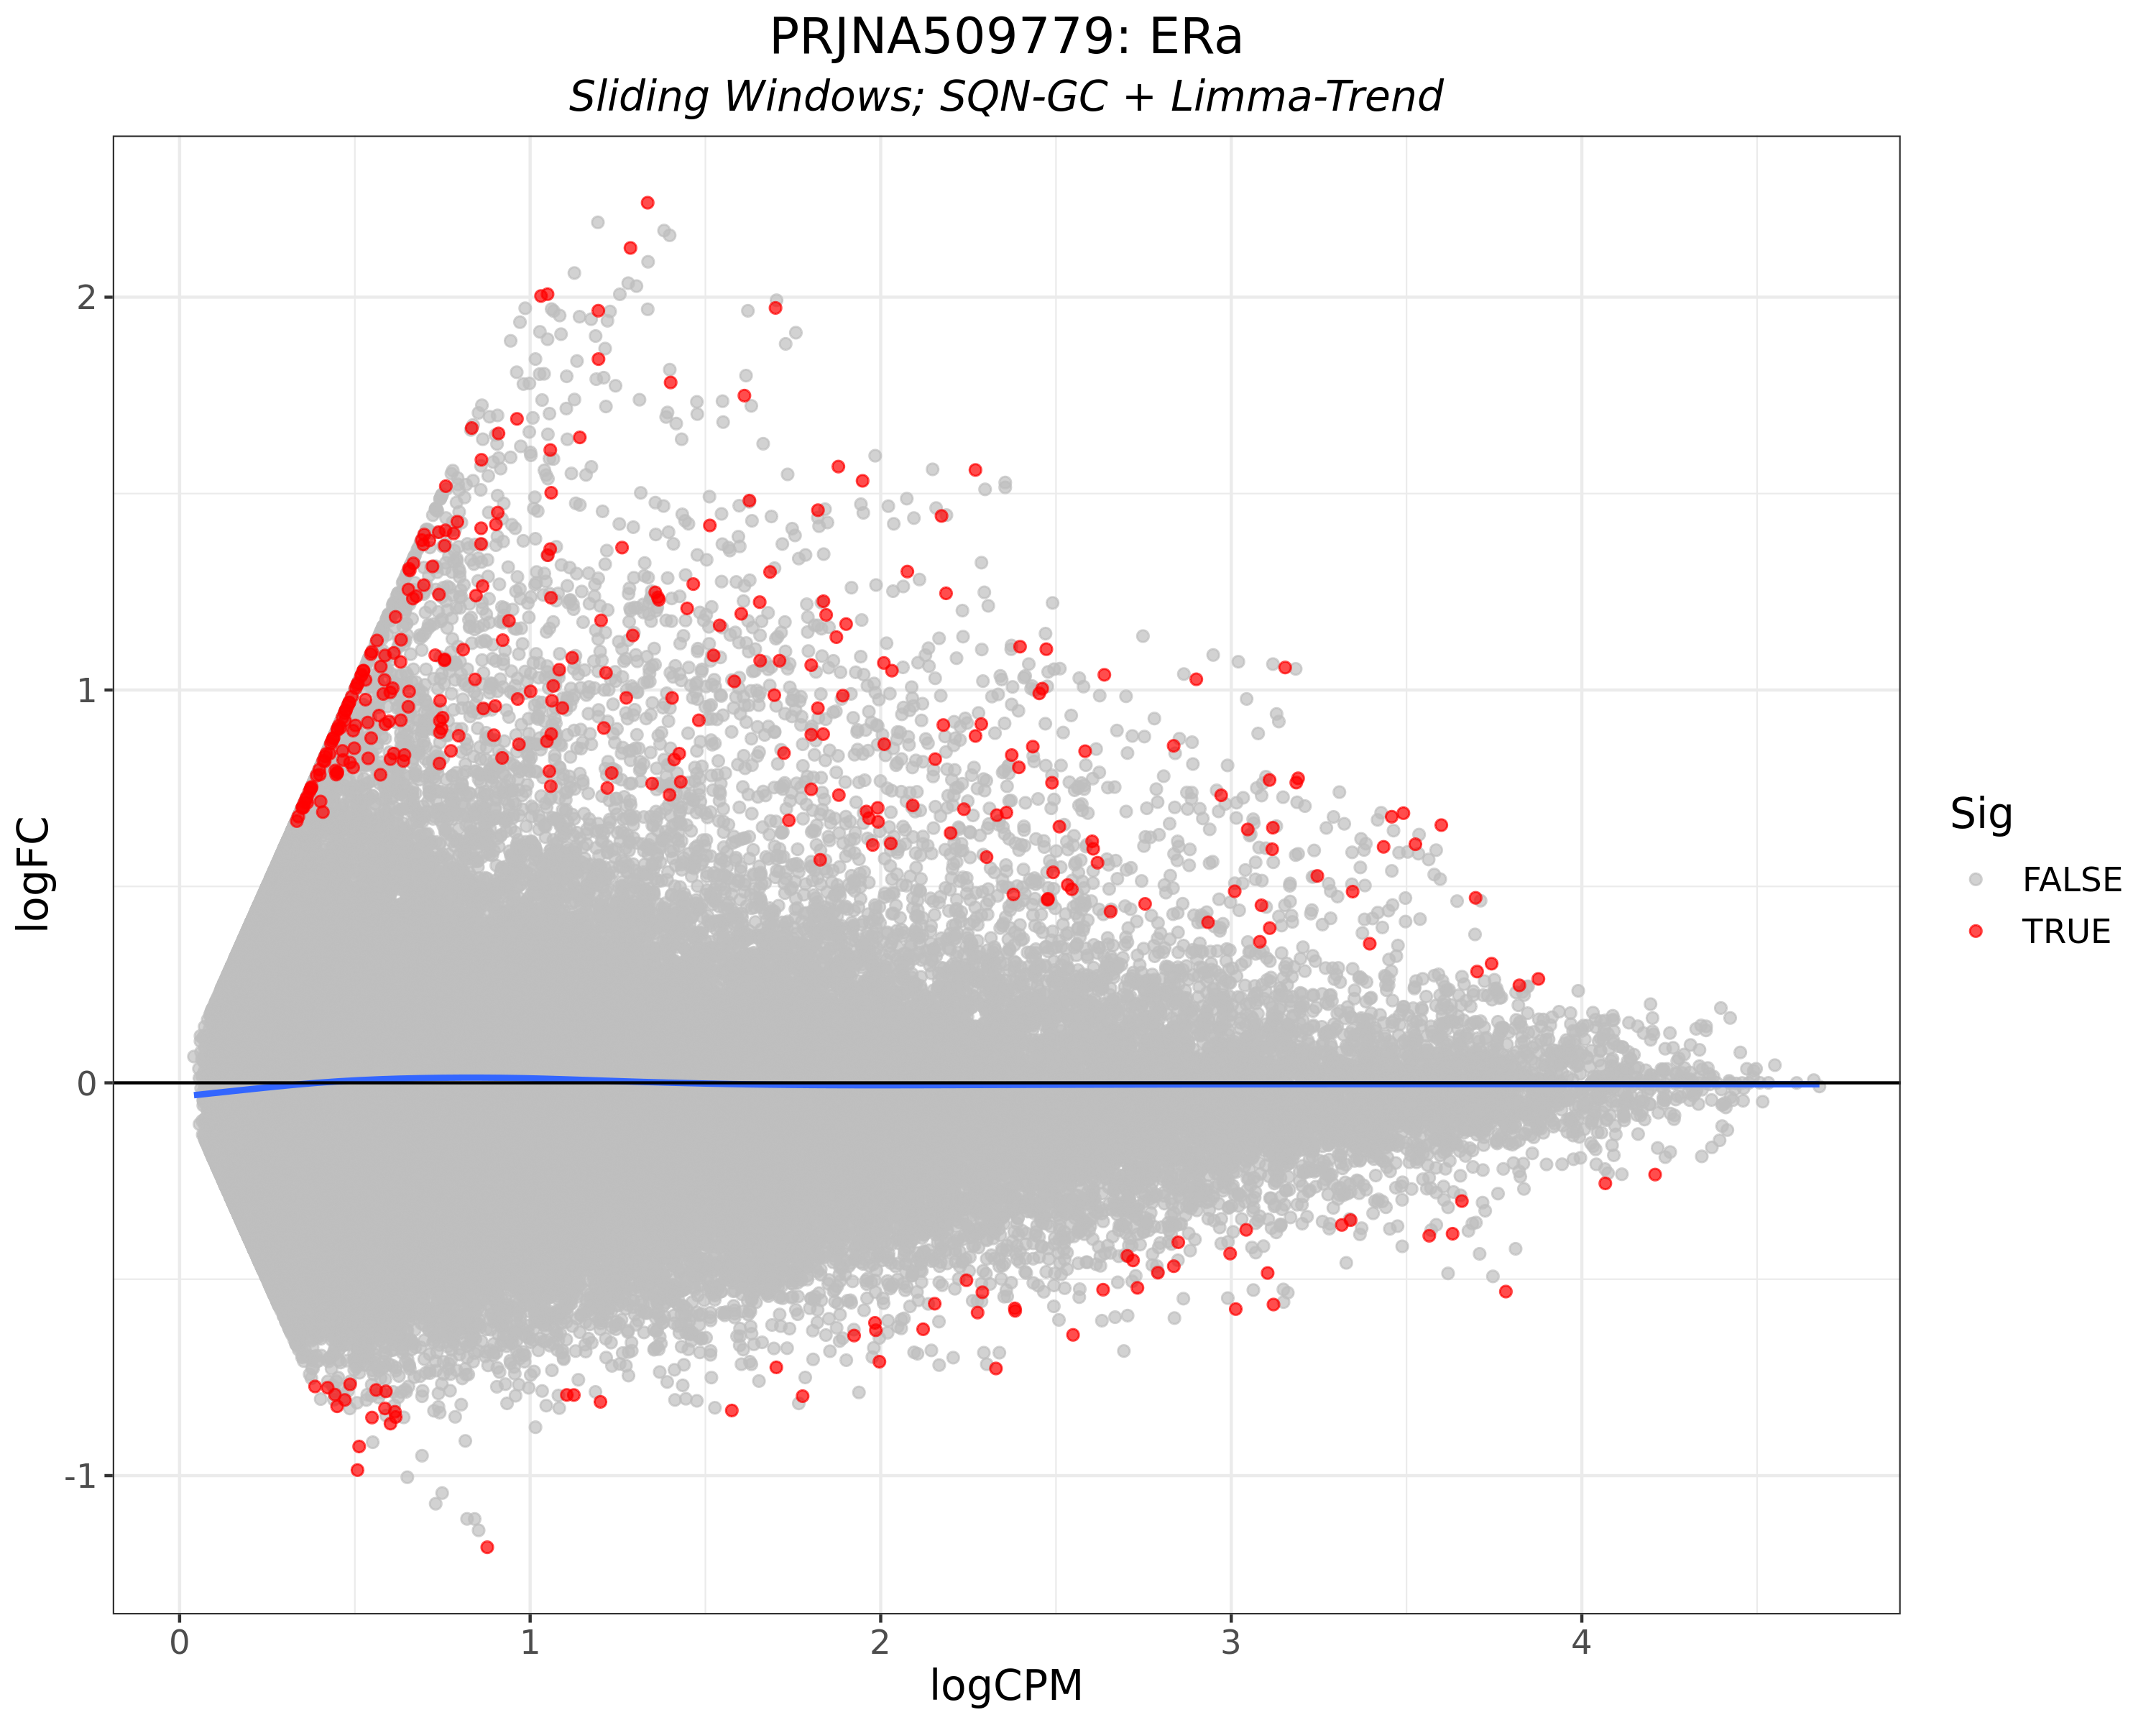 PRJNA509779: ERa
Sliding Windows; SQN-GC + Limma-Trend
logFC
2
1
0
-1
0
1
2
3
4
logCPM
Sig
FALSE
TRUE